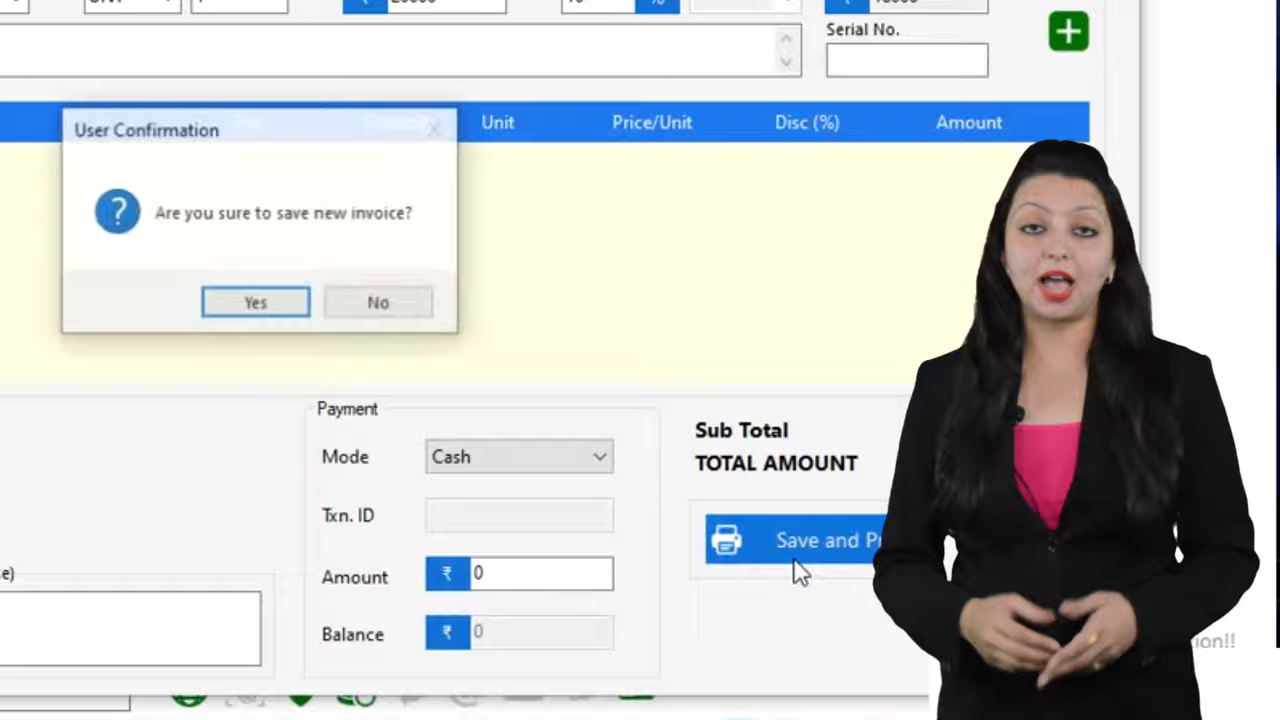 Serial No.
User Confirmation
Unit
Price/Unit
Disc (%)
Amount
?
Are you sure to save new invoice?
Yes
No
Payment
Mode
Cash
Sub Total
TOTAL AMOUNT
Txn. ID
Save and P
Amount
₹ 0
Balance
₹ 0